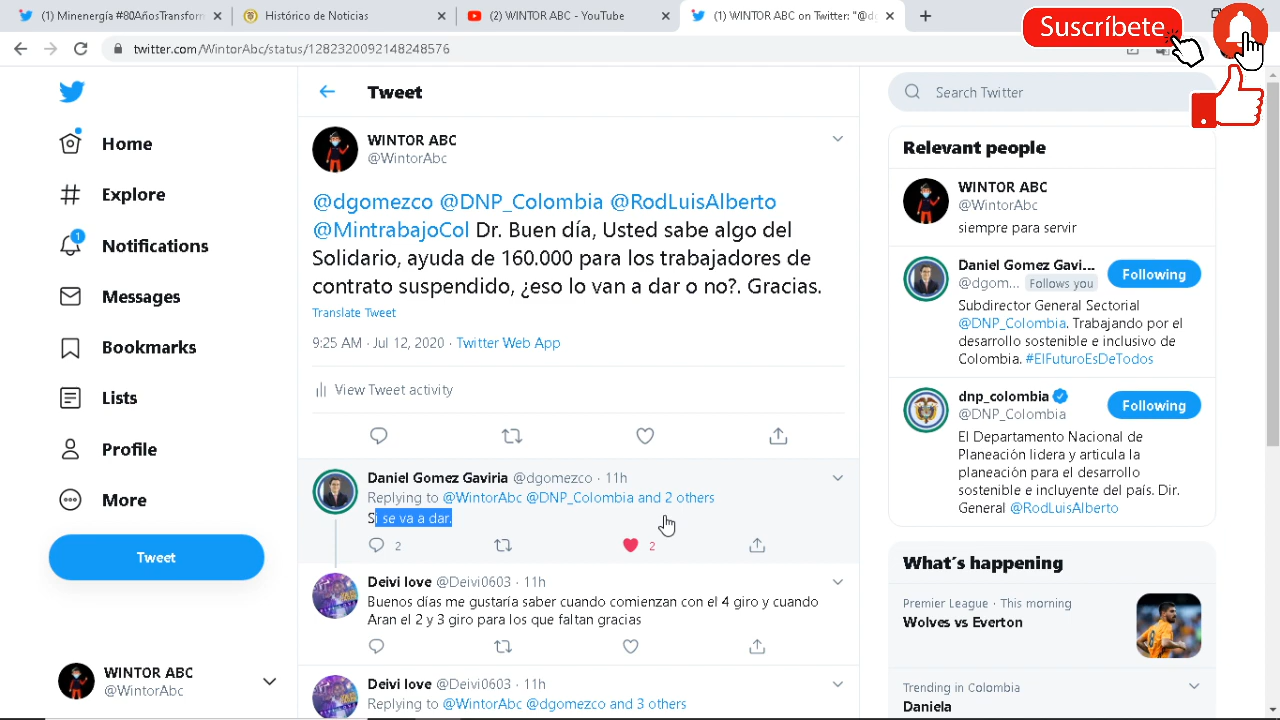 (1) Minenergía #80AñosTransform
Histórico de Noticias
(2) WINTOR ABC - YouTube
(1) WINTOR ABC on Twitter: "@d
Suscríbete
twitter.com/WintorAbc/status/1282320092148248576
Home
Explore
Notifications
1
Messages
Bookmarks
Lists
Profile
More
Tweet
WINTOR ABC
@WintorAbc
Tweet
WINTOR ABC
@WintorAbc
@dgomezco @DNP_Colombia @RodLuisAlberto
@MintrabajoCol Dr. Buen día, Usted sabe algo del
Solidario, ayuda de 160.000 para los trabajadores de
contrato suspendido, ¿eso lo van a dar o no?. Gracias.
Translate Tweet
9:25 AM · Jul 12, 2020 · Twitter Web App
View Tweet activity
Daniel Gomez Gaviria @dgomezco · 11h
Replying to @WintorAbc @DNP_Colombia and 2 others
Si se va a dar.
2 2
Deivi love @Deivi0603 · 11h
Buenos días me gustaría saber cuando comienzan con el 4 giro y cuando
Aran el 2 y 3 giro para los que faltan gracias
Deivi love @Deivi0603 · 11h
Replying to @WintorAbc @dgomezco and 3 others
Search Twitter
Relevant people
WINTOR ABC
@WintorAbc
siempre para servir
Daniel Gomez Gavi...
@dgom... Follows you
Following
Subdirector General Sectorial
@DNP_Colombia. Trabajando por el
desarrollo sostenible e inclusivo de
Colombia. #ElFuturoEsDeTodos
dnp_colombia
@DNP_Colombia
Following
El Departamento Nacional de
Planeación lidera y articula la
planeación para el desarrollo
sostenible e incluyente del país. Dir.
General @RodLuisAlberto
What's happening
Premier League · This morning
Wolves vs Everton
Trending in Colombia
Daniela